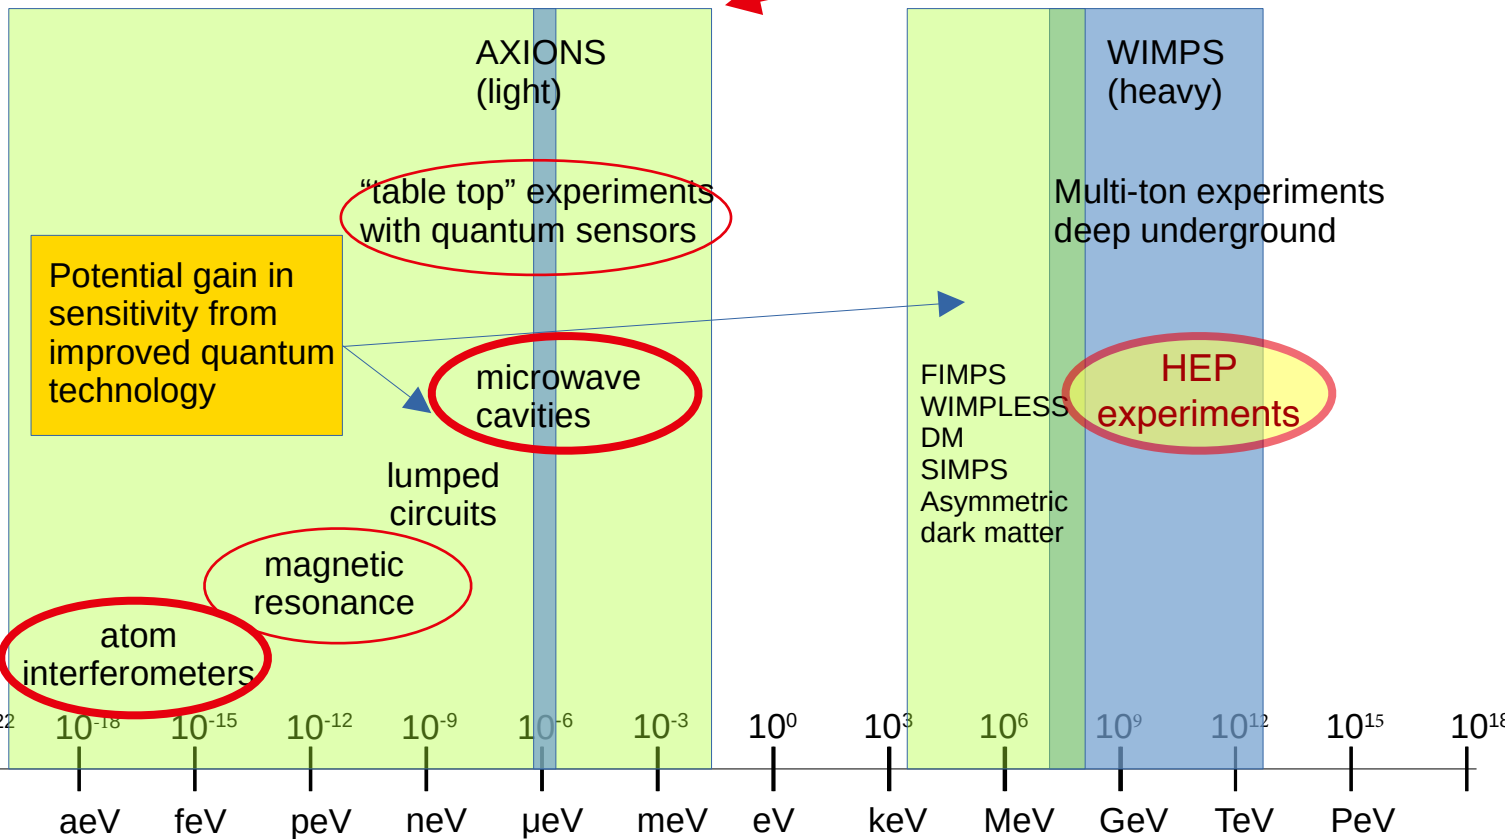 AXIONS
(light)
WIMPS
(heavy)
“table top” experiments
with quantum sensors
Multi-ton experiments
deep underground
Potential gain in
sensitivity from
improved quantum
technology
microwave
cavities
FIMPS
WIMPLESS
DM
SIMPS
Asymmetric
dark matter
HEP
experiments
lumped
circuits
magnetic
resonance
atom
interferometers
22 10-18 10-15 10-12 10-9 10-6 10-3 100 103 106 109 1012 1015 1018
aeV feV peV neV µeV meV eV keV MeV GeV TeV PeV